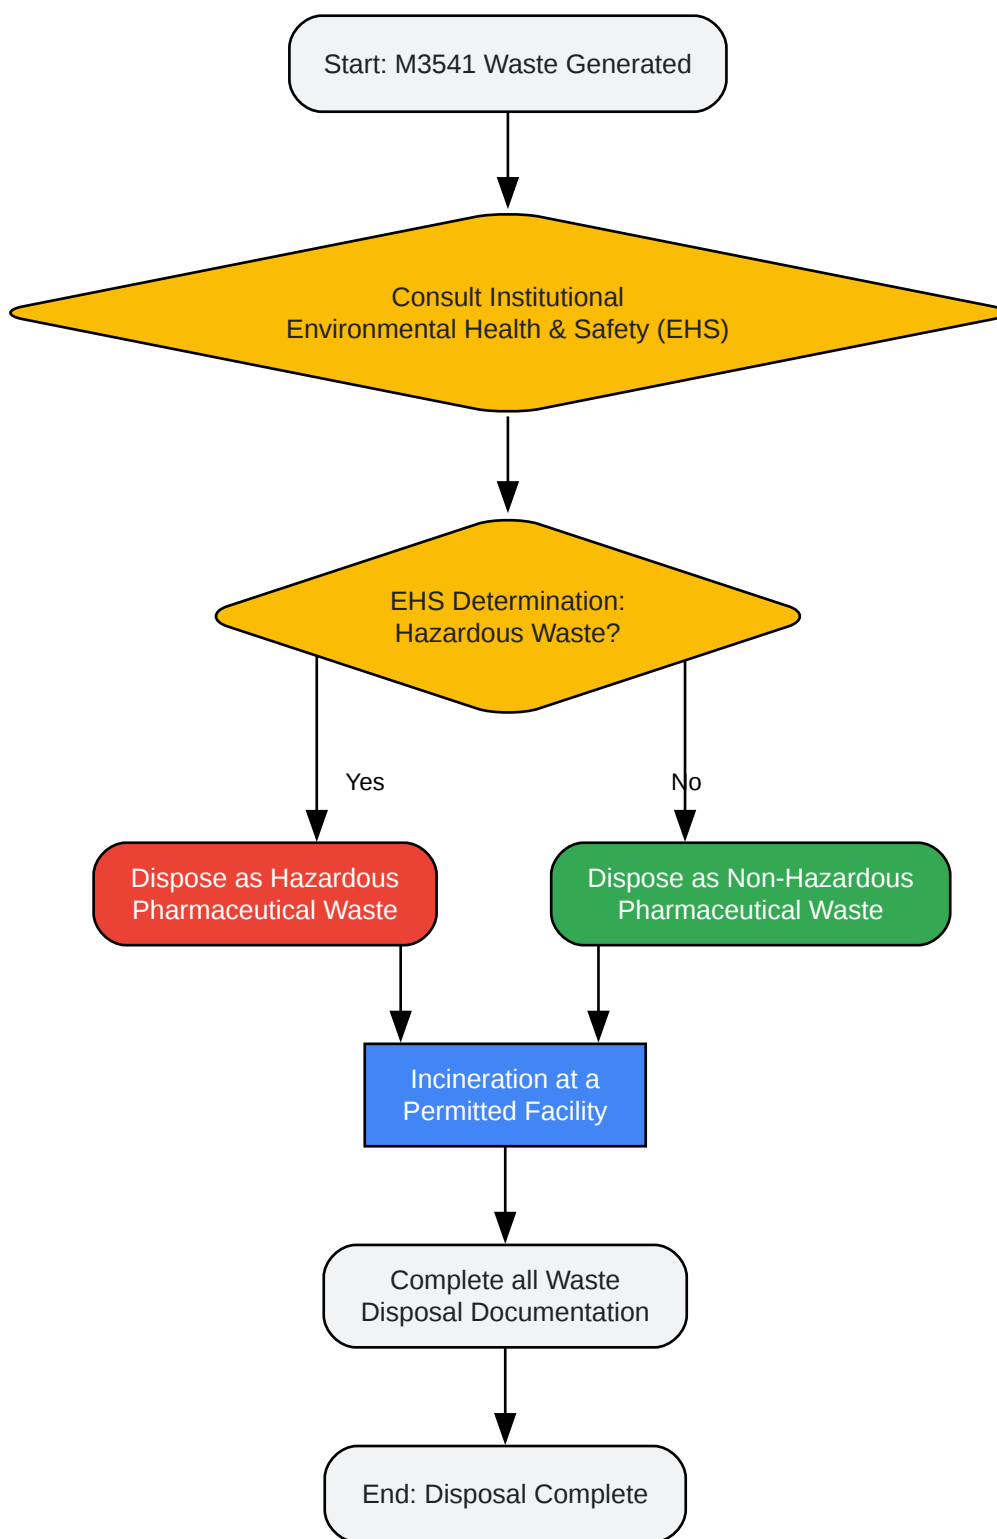 Start: M3541 Waste Generated
Consult Institutional
Environmental Health & Safety (EHS)
EHS Determination:
Hazardous Waste?
Yes
No
Dispose as Hazardous
Pharmaceutical Waste
Dispose as Non-Hazardous
Pharmaceutical Waste
Incineration at a
Permitted Facility
Complete all Waste
Disposal Documentation
End: Disposal Complete